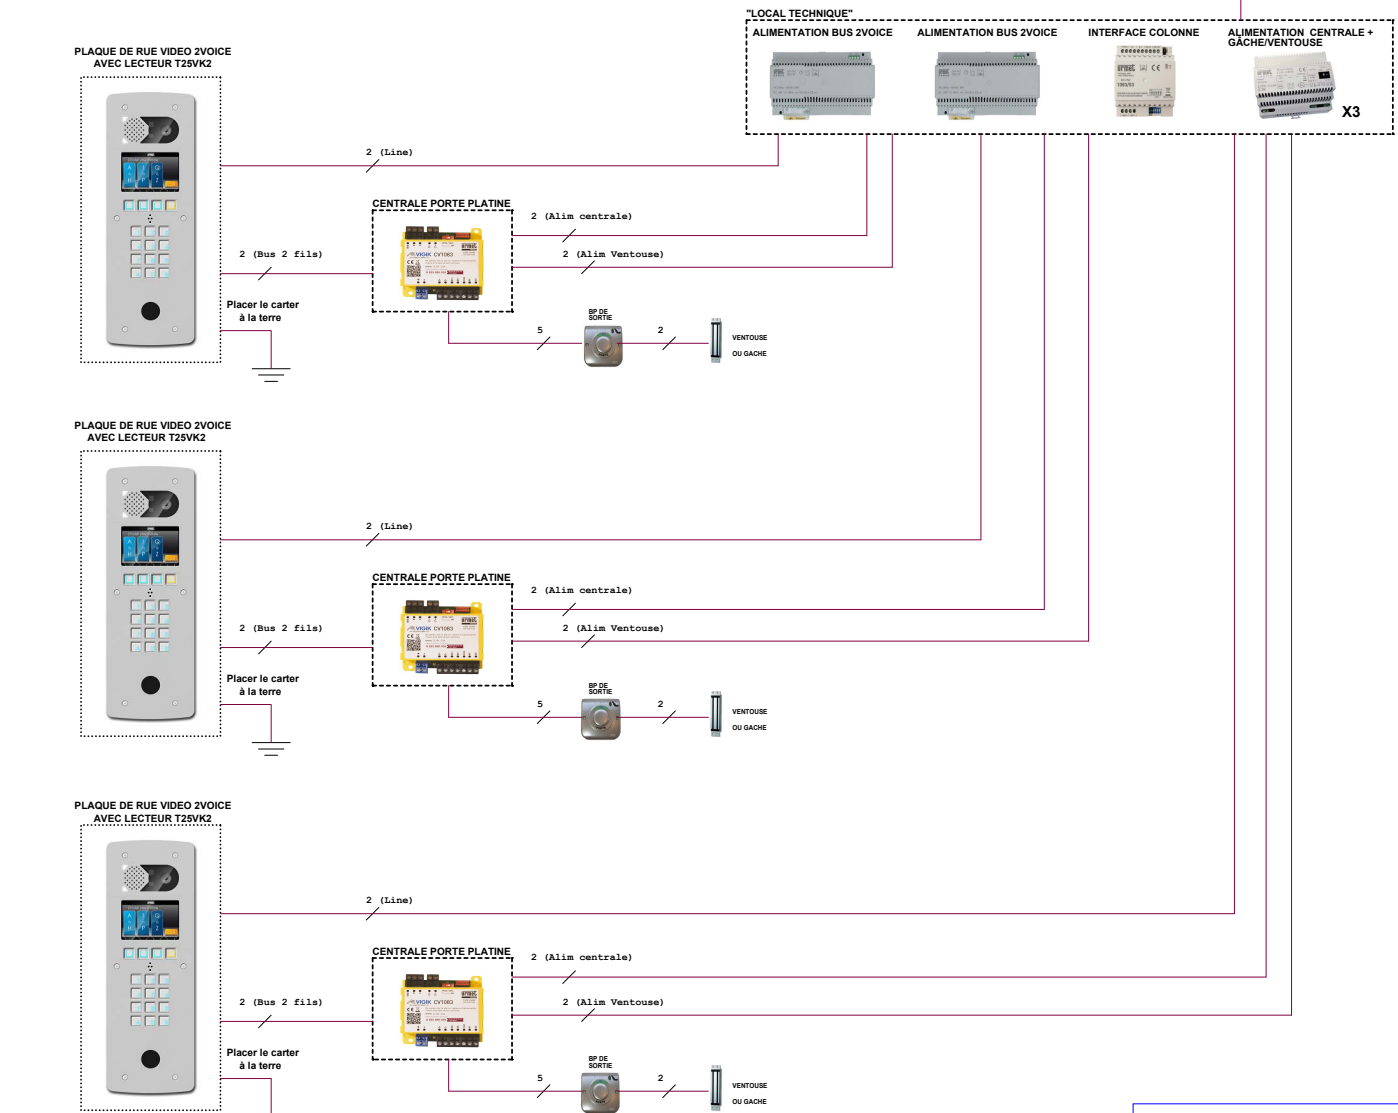 "LOCAL TECHNIQUE"
ALIMENTATION BUS 2VOICE
ALIMENTATION BUS 2VOICE
INTERFACE COLONNE
ALIMENTATION CENTRALE +
GÂCHE/VENTOUSE
X3
PLAQUE DE RUE VIDEO 2VOICE
AVEC LECTEUR T25VK2
2 (Line)
CENTRALE PORTE PLATINE
2 (Alim centrale)
2 (Alim Ventouse)
2 (Bus 2 fils)
VIGIK CV1083
Placer le carter
à la terre
5
BP DE
SORTIE
2
VENTOUSE
OU GACHE
PLAQUE DE RUE VIDEO 2VOICE
AVEC LECTEUR T25VK2
2 (Line)
CENTRALE PORTE PLATINE
2 (Alim centrale)
2 (Alim Ventouse)
2 (Bus 2 fils)
VIGIK CV1083
Placer le carter
à la terre
5
BP DE
SORTIE
2
VENTOUSE
OU GACHE
PLAQUE DE RUE VIDEO 2VOICE
AVEC LECTEUR T25VK2
2 (Line)
CENTRALE PORTE PLATINE
2 (Alim centrale)
2 (Alim Ventouse)
2 (Bus 2 fils)
VIGIK CV1083
Placer le carter
à la terre
5
BP DE
SORTIE
2
VENTOUSE
OU GACHE